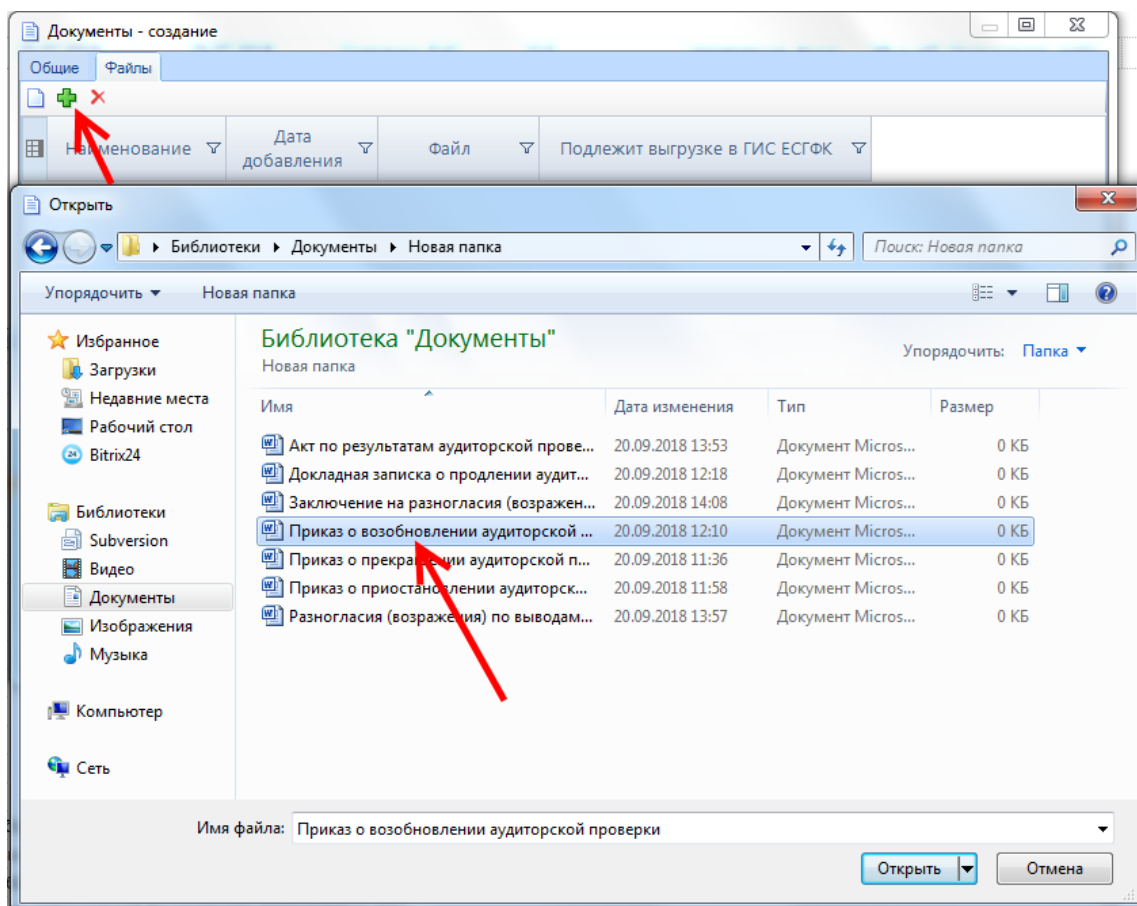 Документы - создание
Общие Файлы
Наименование Дата добавления Файл Подлежит выгрузке в ГИС ЕСГФК
Открыть
Библиотеки Документы Новая папка Поиск: Новая папка
Упорядочить Новая папка
Избранное
Загрузки
Недавние места
Рабочий стол
Bitrix24
Библиотеки
Subversion
Видео
Документы
Изображения
Музыка
Компьютер
Сеть
Библиотека "Документы"
Новая папка
Упорядочить: Папка
Имя Дата изменения Тип Размер
Акт по результатам аудиторской прове... 20.09.2018 13:53 Документ Micros... 0 КБ
Докладная записка о продлении аудит... 20.09.2018 12:18 Документ Micros... 0 КБ
Заключение на разногласия (возражен... 20.09.2018 14:08 Документ Micros... 0 КБ
Приказ о возобновлении аудиторской ... 20.09.2018 12:10 Документ Micros... 0 КБ
Приказ о прекращении аудиторской п... 20.09.2018 11:36 Документ Micros... 0 КБ
Приказ о приостановлении аудиторск... 20.09.2018 11:58 Документ Micros... 0 КБ
Разногласия (возражения) по выводам... 20.09.2018 13:57 Документ Micros... 0 КБ
Имя файла: Приказ о возобновлении аудиторской проверки
Открыть Отмена